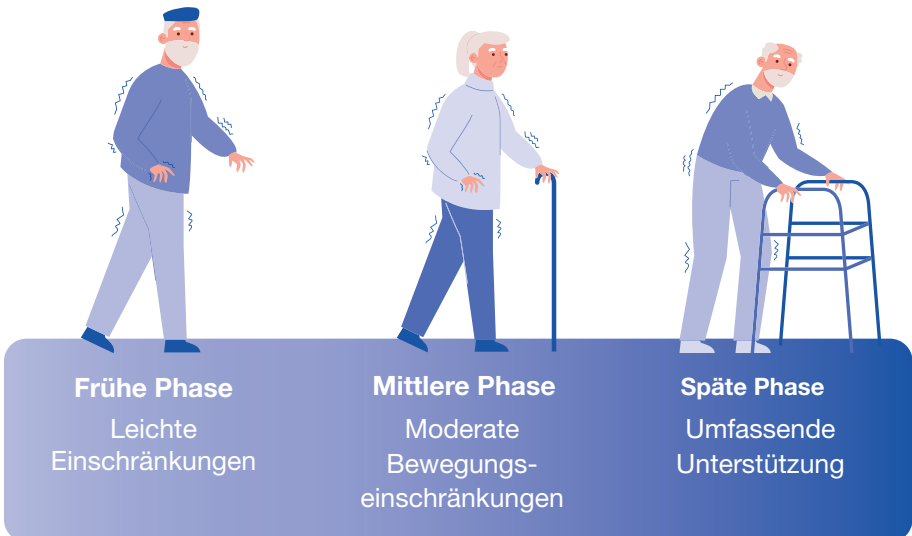 Frühe Phase
Leichte
Einschränkungen
Mittlere Phase
Moderate
Bewegungs-
einschränkungen
Späte Phase
Umfassende
Unterstützung